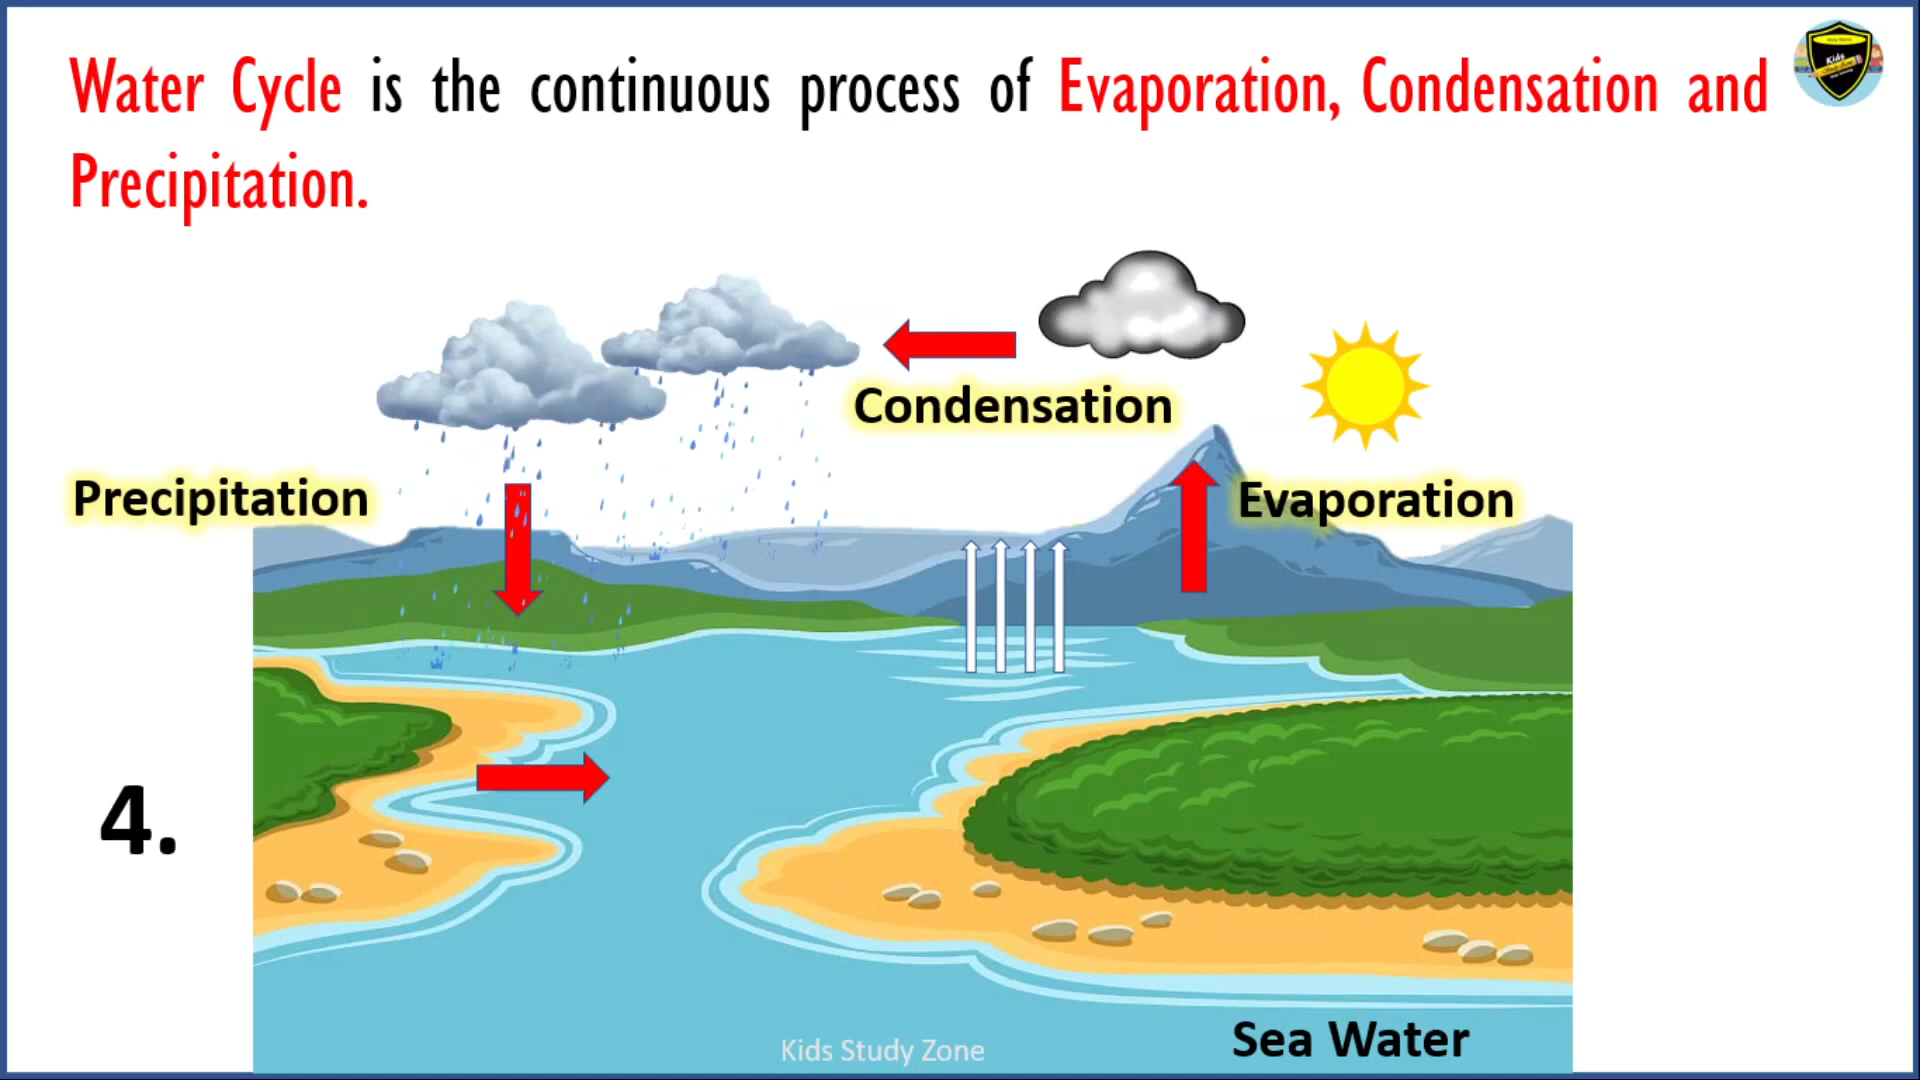 Water Cycle is the continuous process of Evaporation, Condensation and
Precipitation.
Kids
Condensation
Precipitation
Evaporation
4.
Sea Water
Kids Study Zone